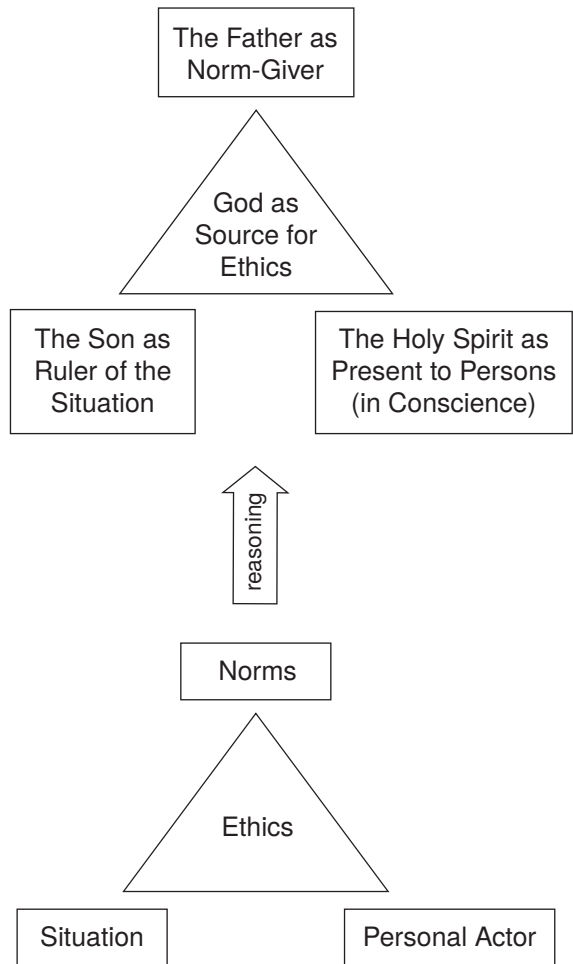 The Father as
Norm-Giver
God as
Source for
Ethics
The Son as
Ruler of the
Situation
The Holy Spirit as
Present to Persons
(in Conscience)
reasoning
Norms
Ethics
Situation
Personal Actor